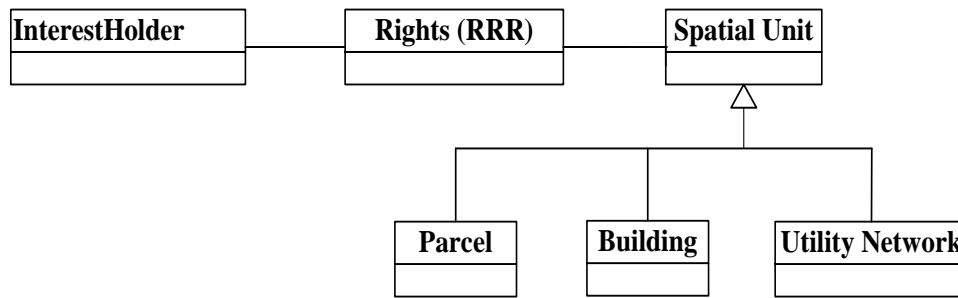 InterestHolder
Rights (RRR)
Spatial Unit
Parcel
Building
Utility Network